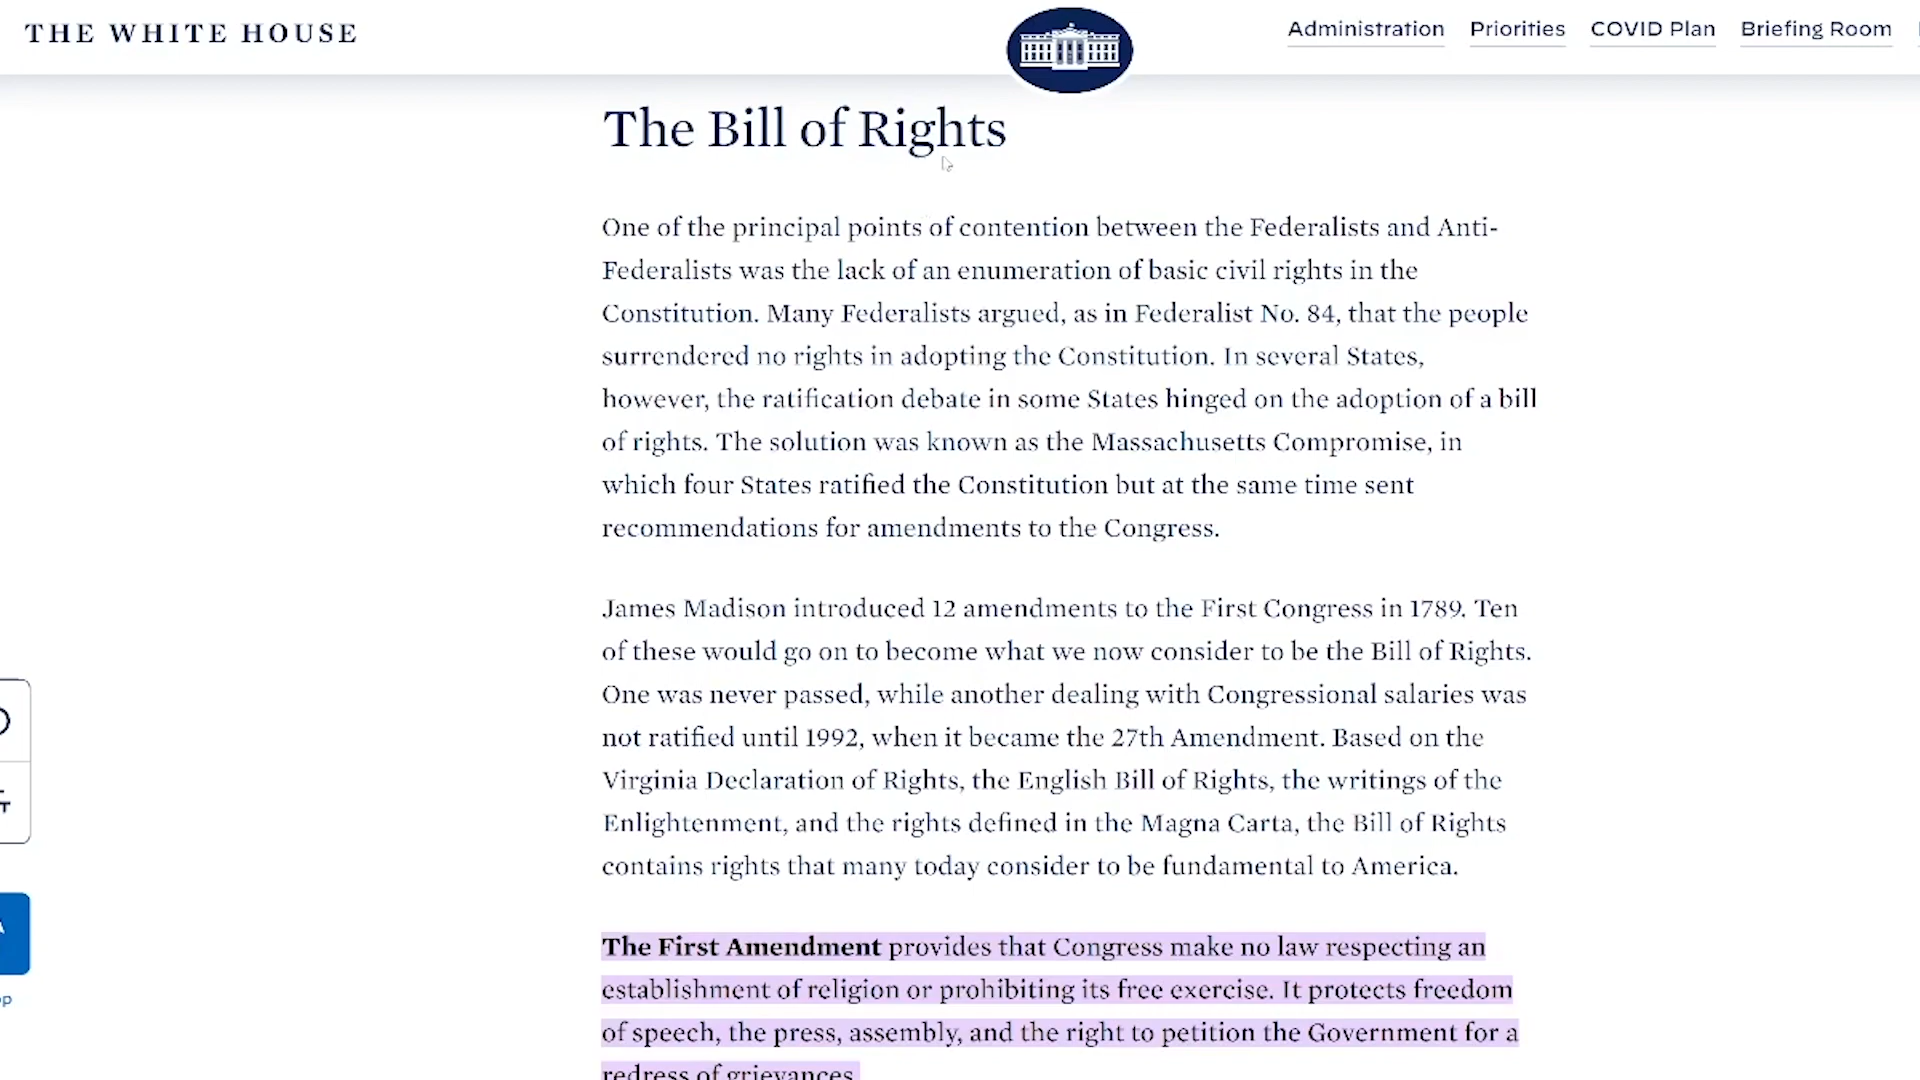 THE WHITE HOUSE
Administration Priorities COVID Plan Briefing Room
The Bill of Rights
One of the principal points of contention between the Federalists and Anti-
Federalists was the lack of an enumeration of basic civil rights in the
Constitution. Many Federalists argued, as in Federalist No. 84, that the people
surrendered no rights in adopting the Constitution. In several States,
however, the ratification debate in some States hinged on the adoption of a bill
of rights. The solution was known as the Massachusetts Compromise, in
which four States ratified the Constitution but at the same time sent
recommendations for amendments to the Congress.
James Madison introduced 12 amendments to the First Congress in 1789. Ten
of these would go on to become what we now consider to be the Bill of Rights.
One was never passed, while another dealing with Congressional salaries was
not ratified until 1992, when it became the 27th Amendment. Based on the
Virginia Declaration of Rights, the English Bill of Rights, the writings of the
Enlightenment, and the rights defined in the Magna Carta, the Bill of Rights
contains rights that many today consider to be fundamental to America.
The First Amendment provides that Congress make no law respecting an
establishment of religion or prohibiting its free exercise. It protects freedom
of speech, the press, assembly, and the right to petition the Government for a
redress of grievances.